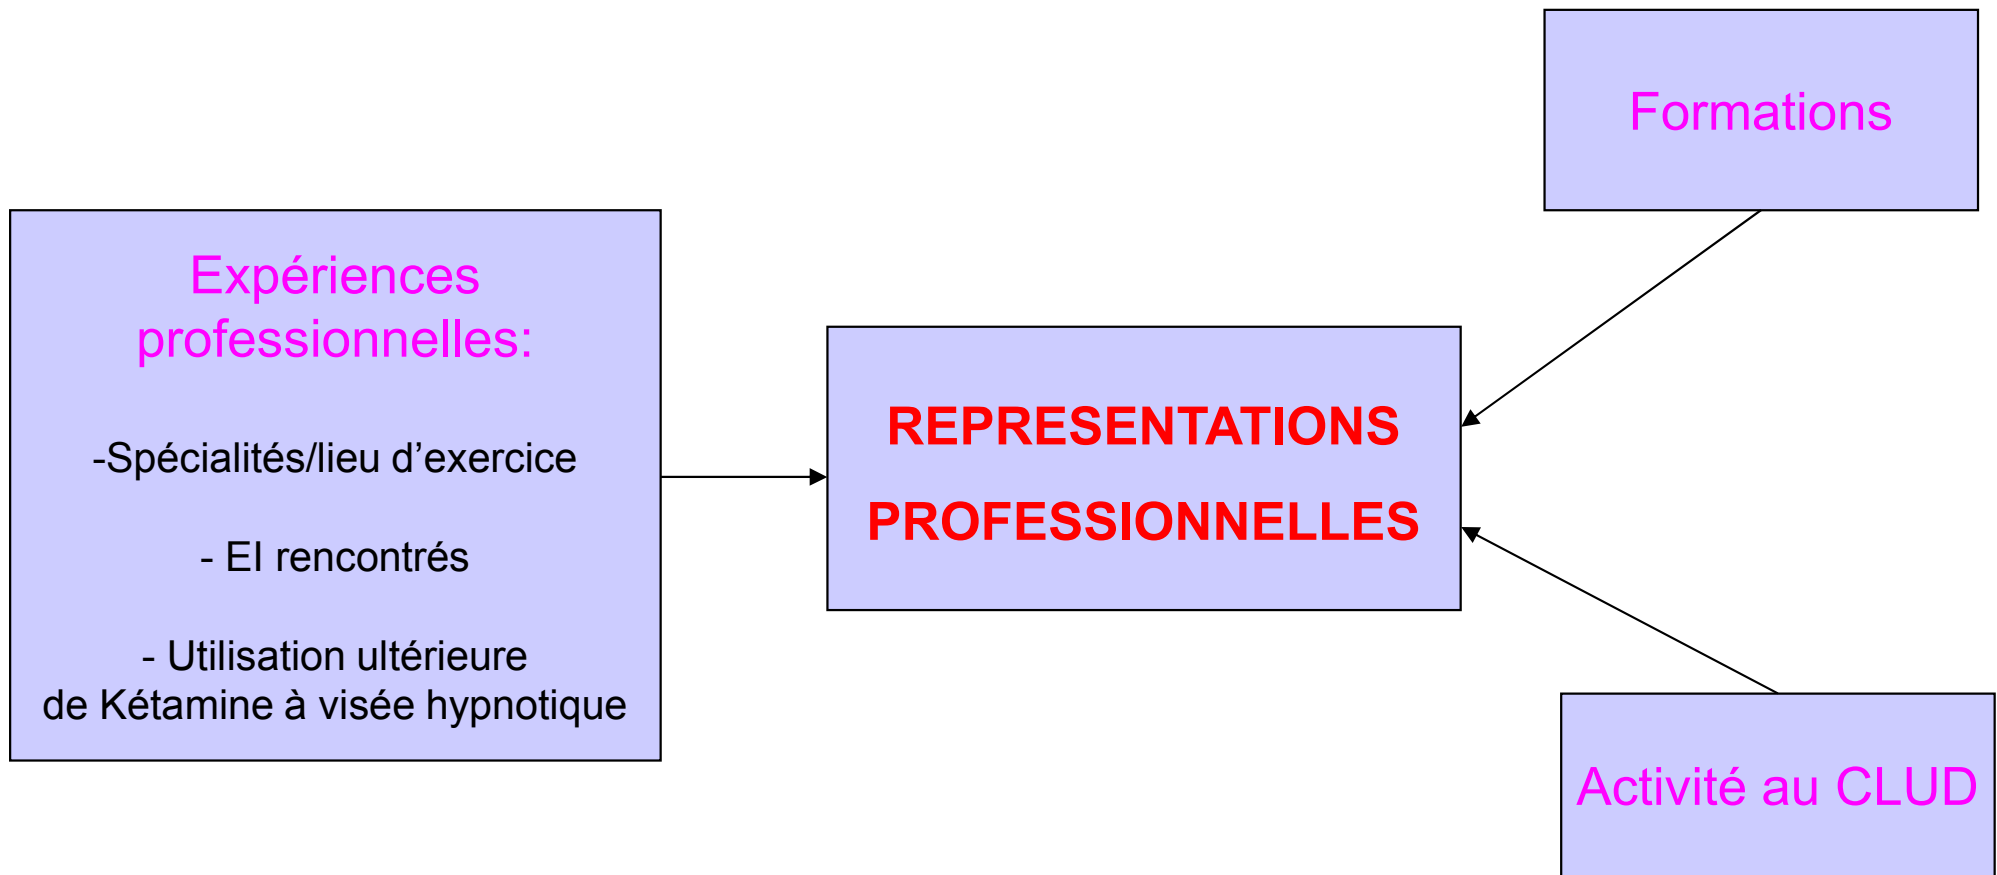 Formations
Expériences
professionnelles:
-Spécialités/lieu d’exercice
- EI rencontrés
- Utilisation ultérieure
de Kétamine à visée hypnotique
REPRESENTATIONS
PROFESSIONNELLES
Activité au CLUD